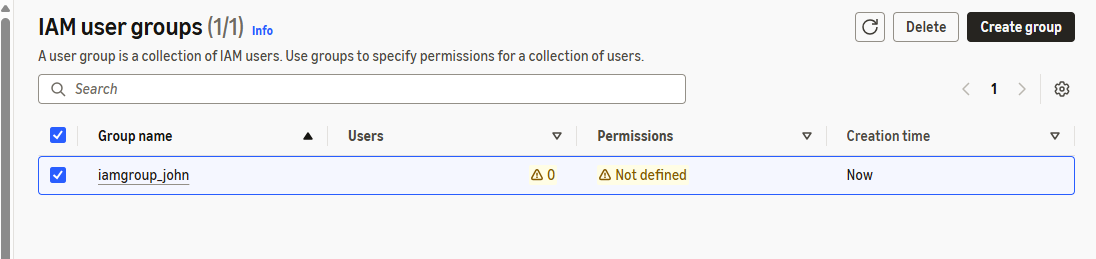 IAM user groups (1/1) Info
Delete
Create group
A user group is a collection of IAM users. Use groups to specify permissions for a collection of users.
Search
1
Group name Users Permissions Creation time
iamgroup_john 0 Not defined Now